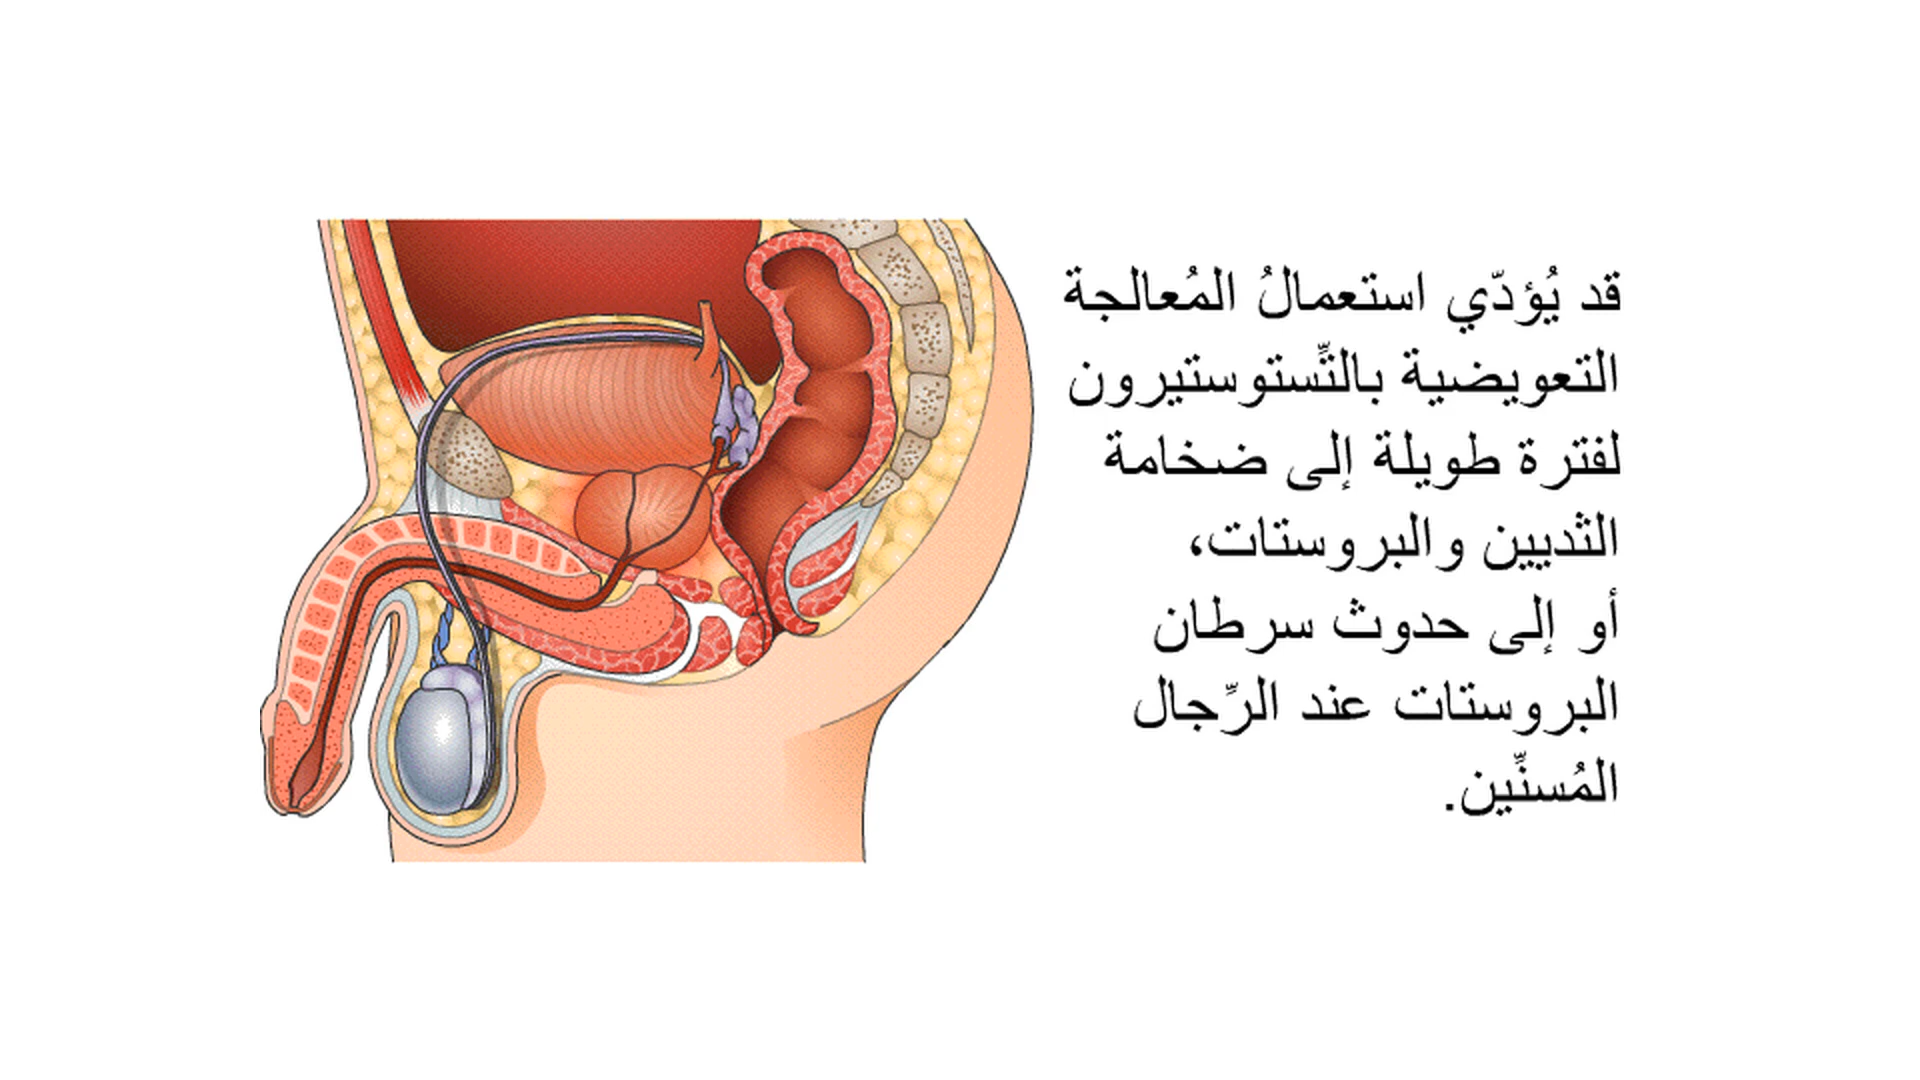 قد يُؤدّي استعمالُ المُعالجة
التعويضية بالتِّستوستيرون
لفترة طويلة إلى ضخامة
الثديين والبروستات،
أو إلى حدوث سرطان
البروستات عند الرِّجال
المُسنِّين.